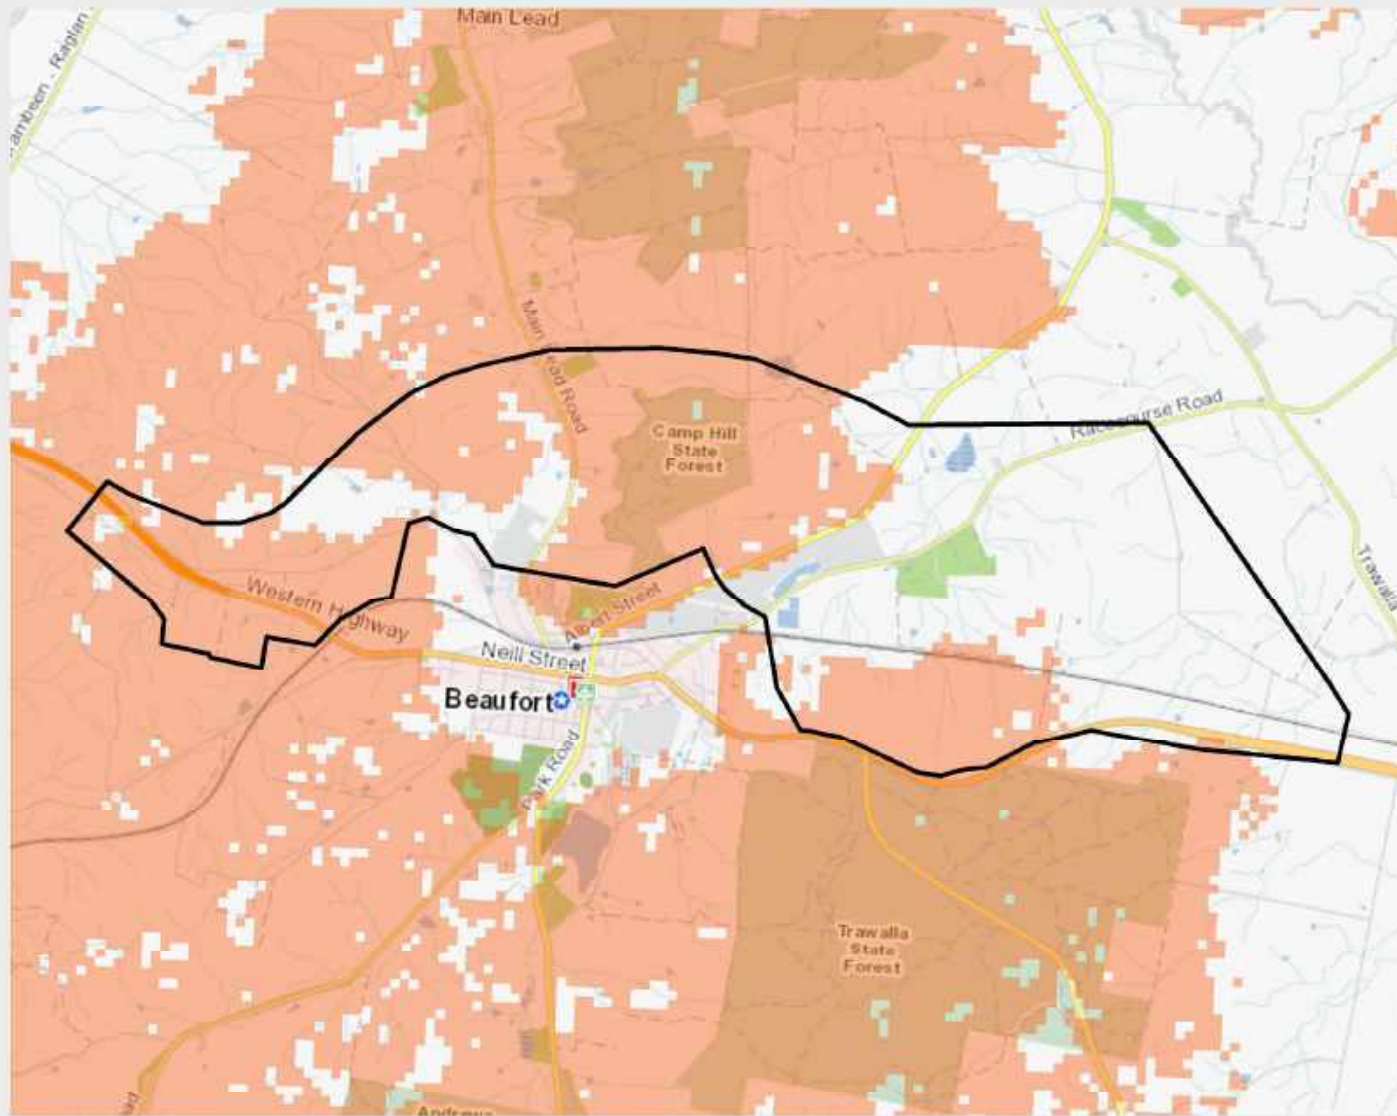 Main Lead
Raglan
Main Lead Road
Racecourse Road
Camp Hill
State
Forest
Western Highway
Albert Street
Neill Street
Beaufort
Park Road
Trawalla
State
Forest